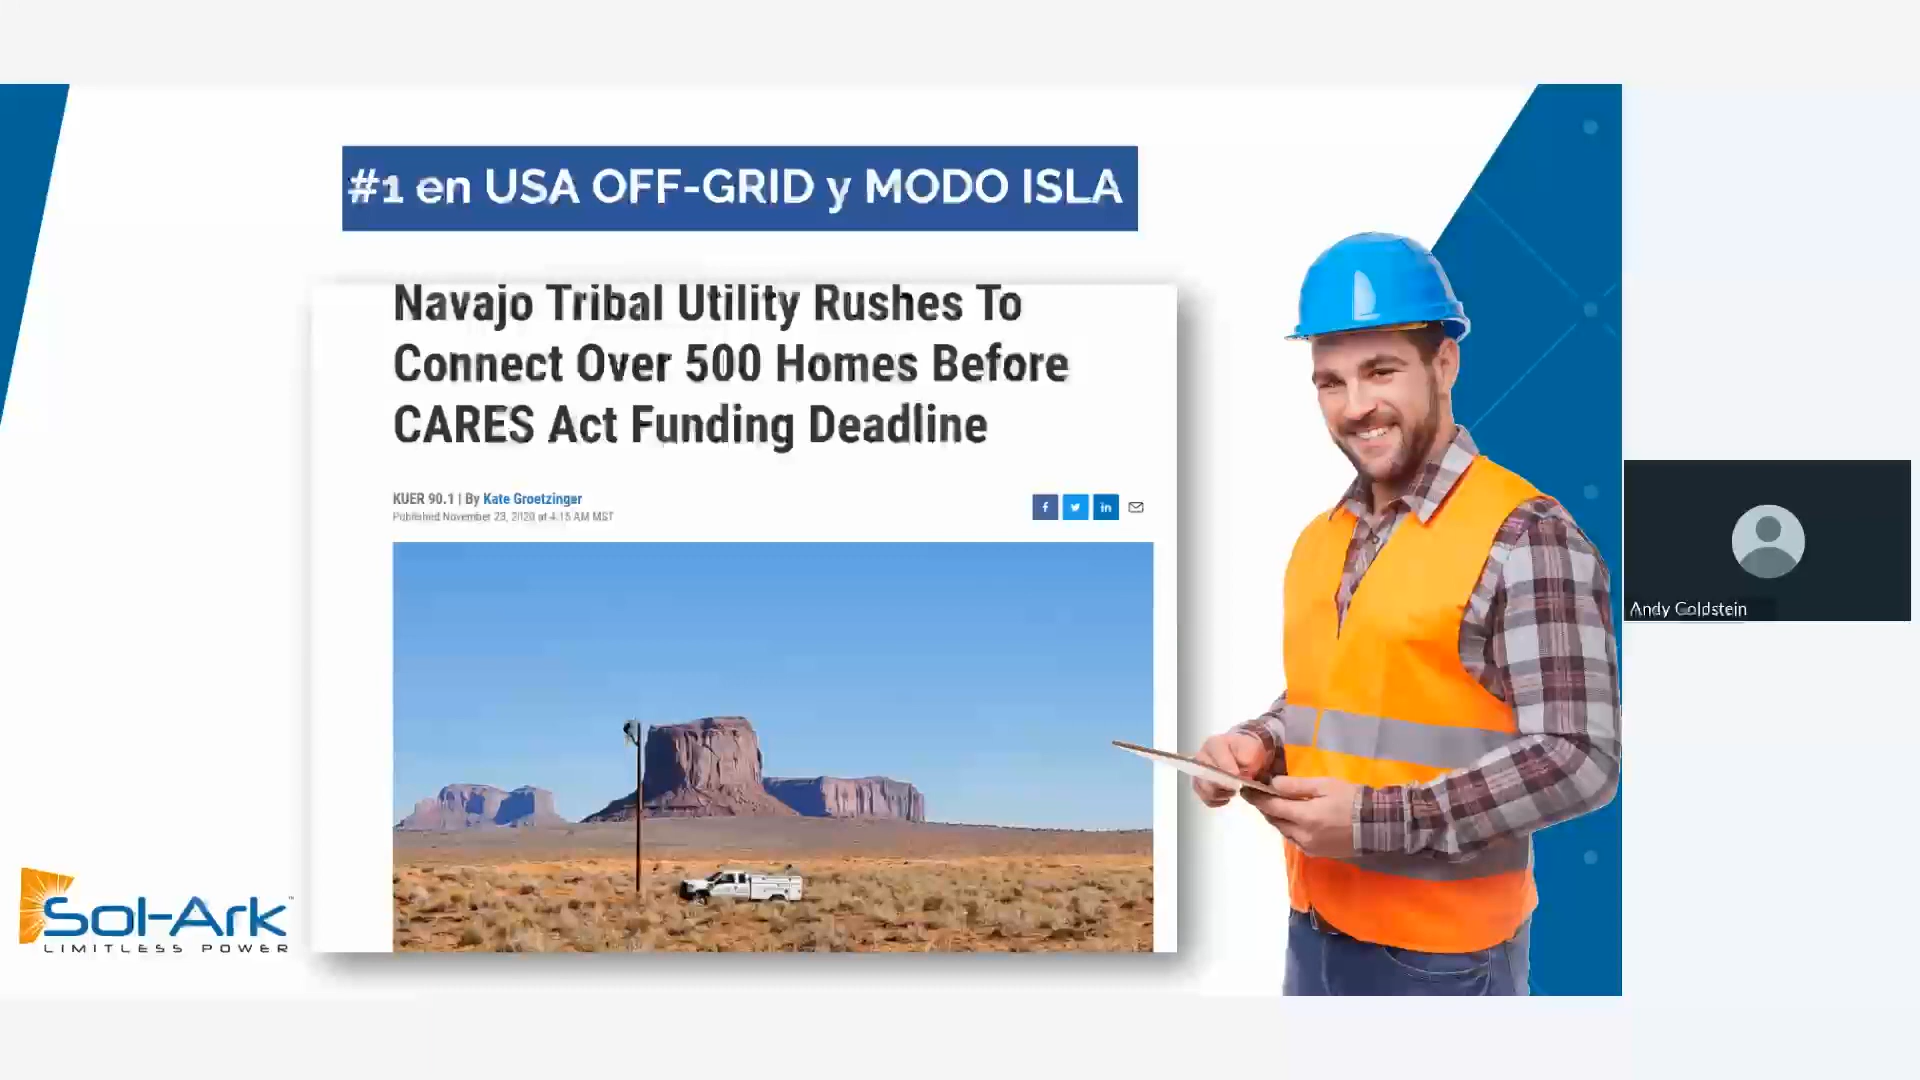 #1 en USA OFF-GRID y MODO ISLA
Navajo Tribal Utility Rushes To
Connect Over 500 Homes Before
CARES Act Funding Deadline
KUER 90.1 | By Kate Groetzinger
Published November 23, 2020 at 4:15 AM MST
Andy Goldstein
Sol-Ark
LIMITLESS POWER